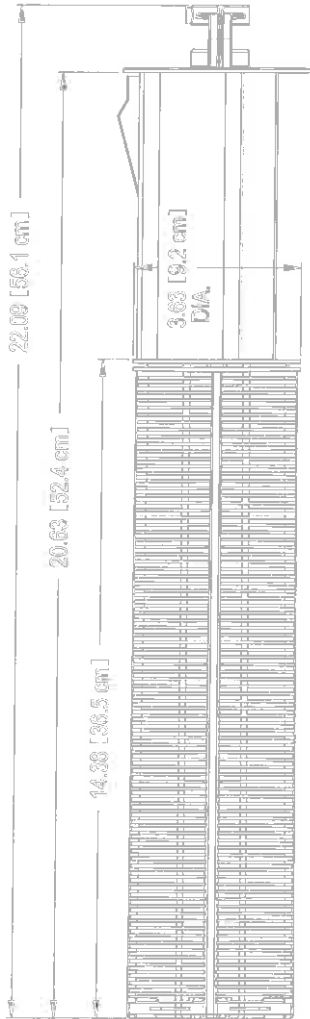 22.09 [56.1 cm]
20.63 [52.4 cm]
14.38 [36.5 cm]
3.63 [9.2 cm]
DIA.